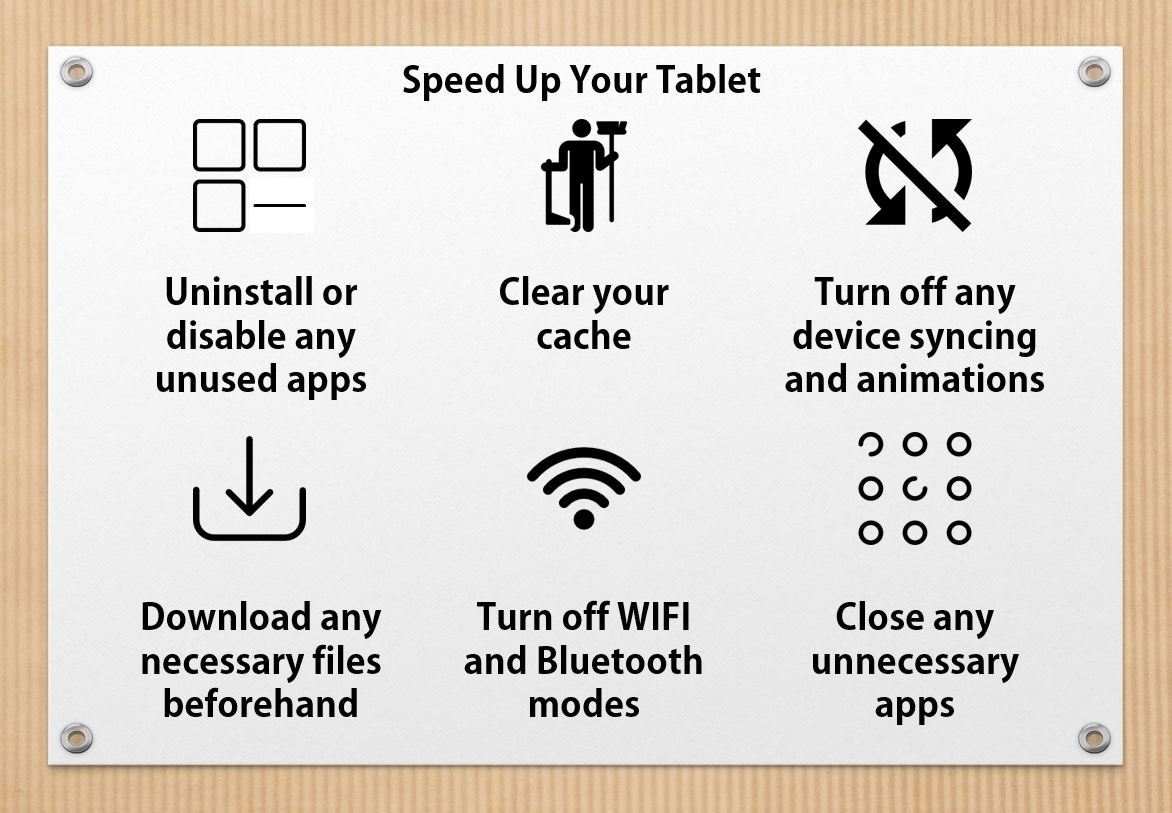 Speed Up Your Tablet
Uninstall or
disable any
unused apps
Clear your
cache
Turn off any
device syncing
and animations
Download any
necessary files
beforehand
Turn off WIFI
and Bluetooth
modes
Close any
unnecessary
apps